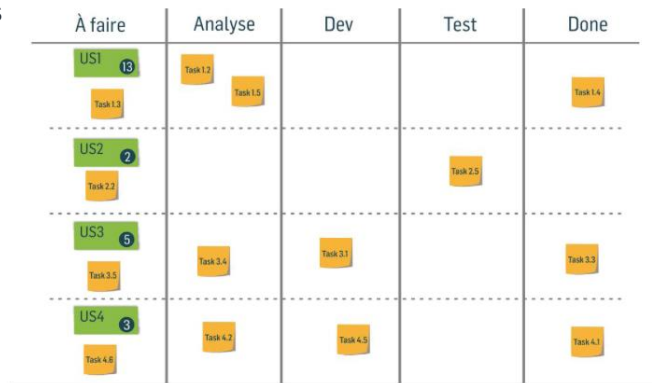 À faire Analyse Dev Test Done
US1 13
Task 1.2
Task 1.5
Task 1.3
Task 1.4
US2 2
Task 2.5
Task 2.2
US3 5
Task 3.1
Task 3.4
Task 3.3
Task 3.5
US4 3
Task 4.2
Task 4.5
Task 4.1
Task 4.6